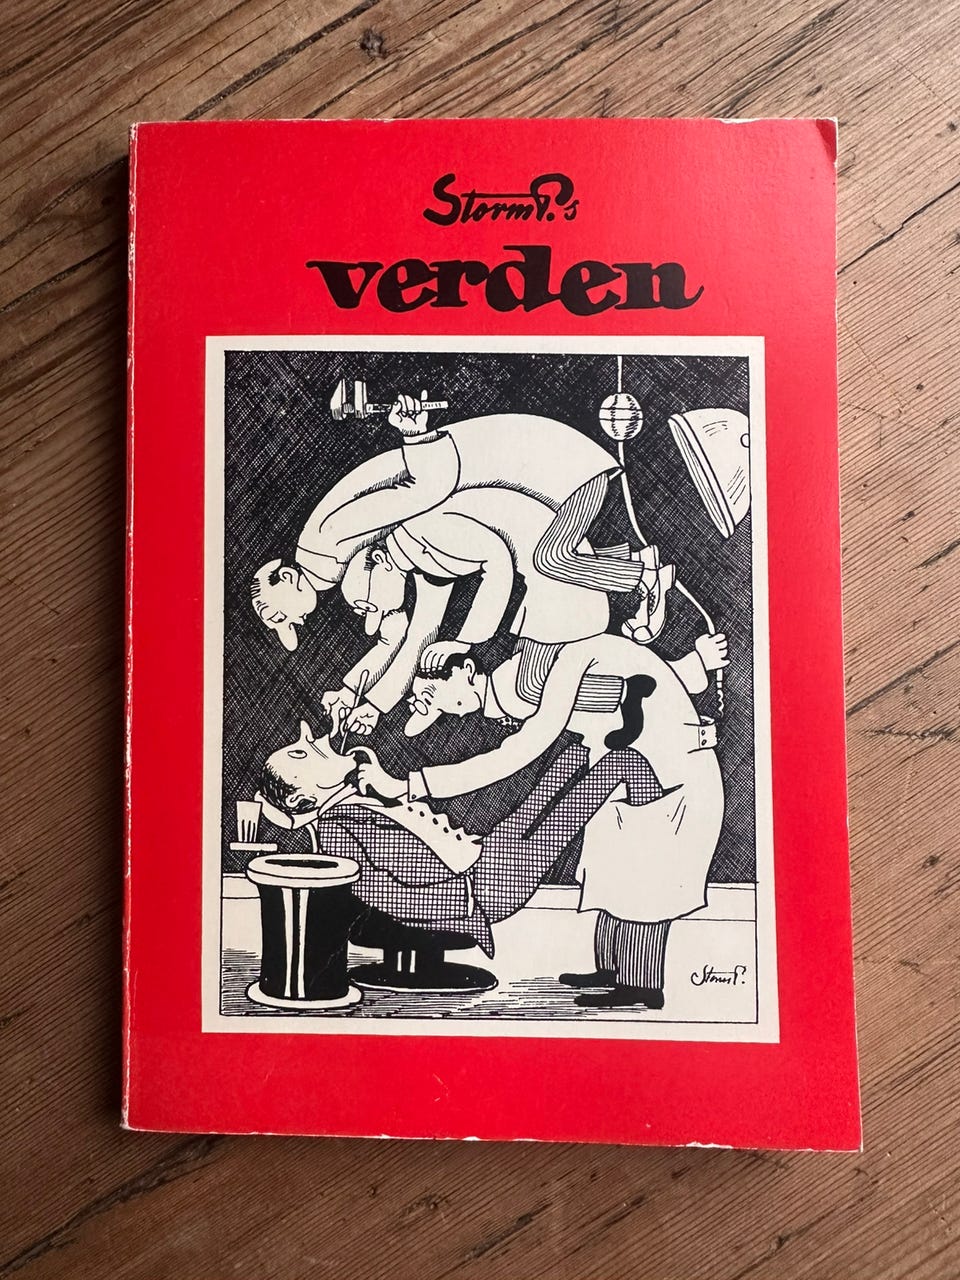 Storm P.s
verden
Storm P.